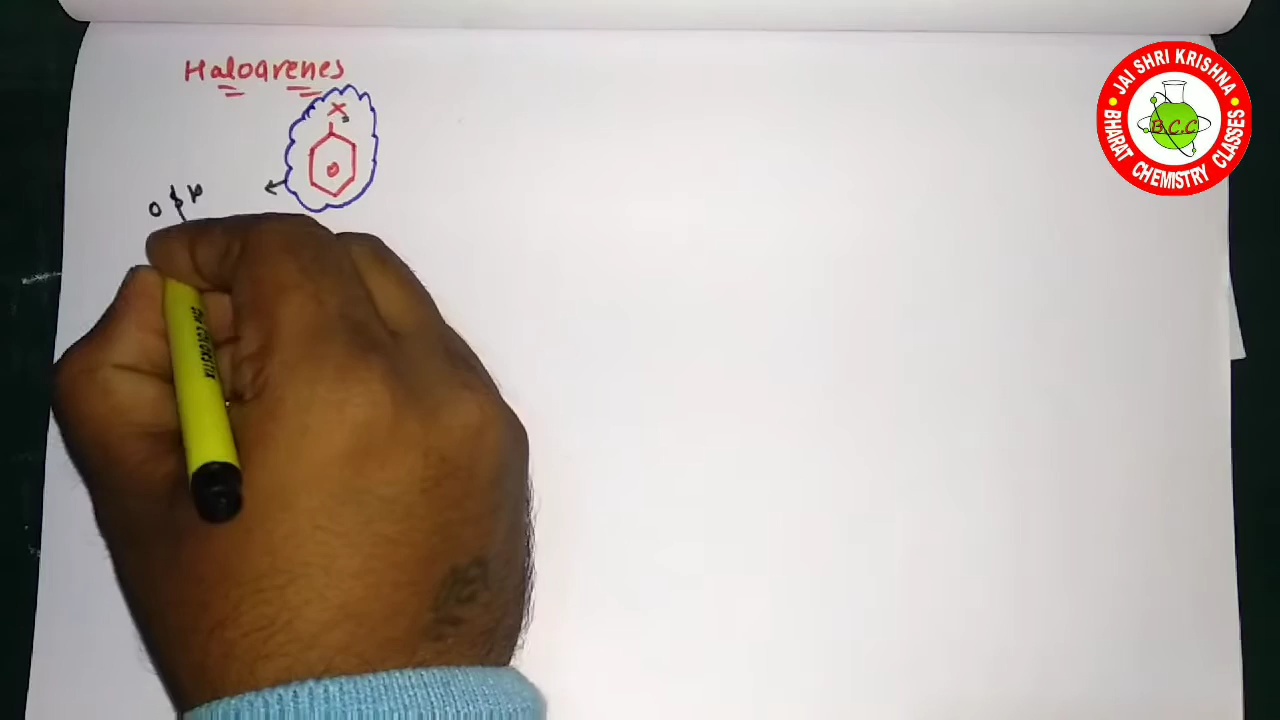 Haloarenes
X
o & p
JAI SHRI KRISHNA
B.C.C
BHARAT CHEMISTRY CLASSES